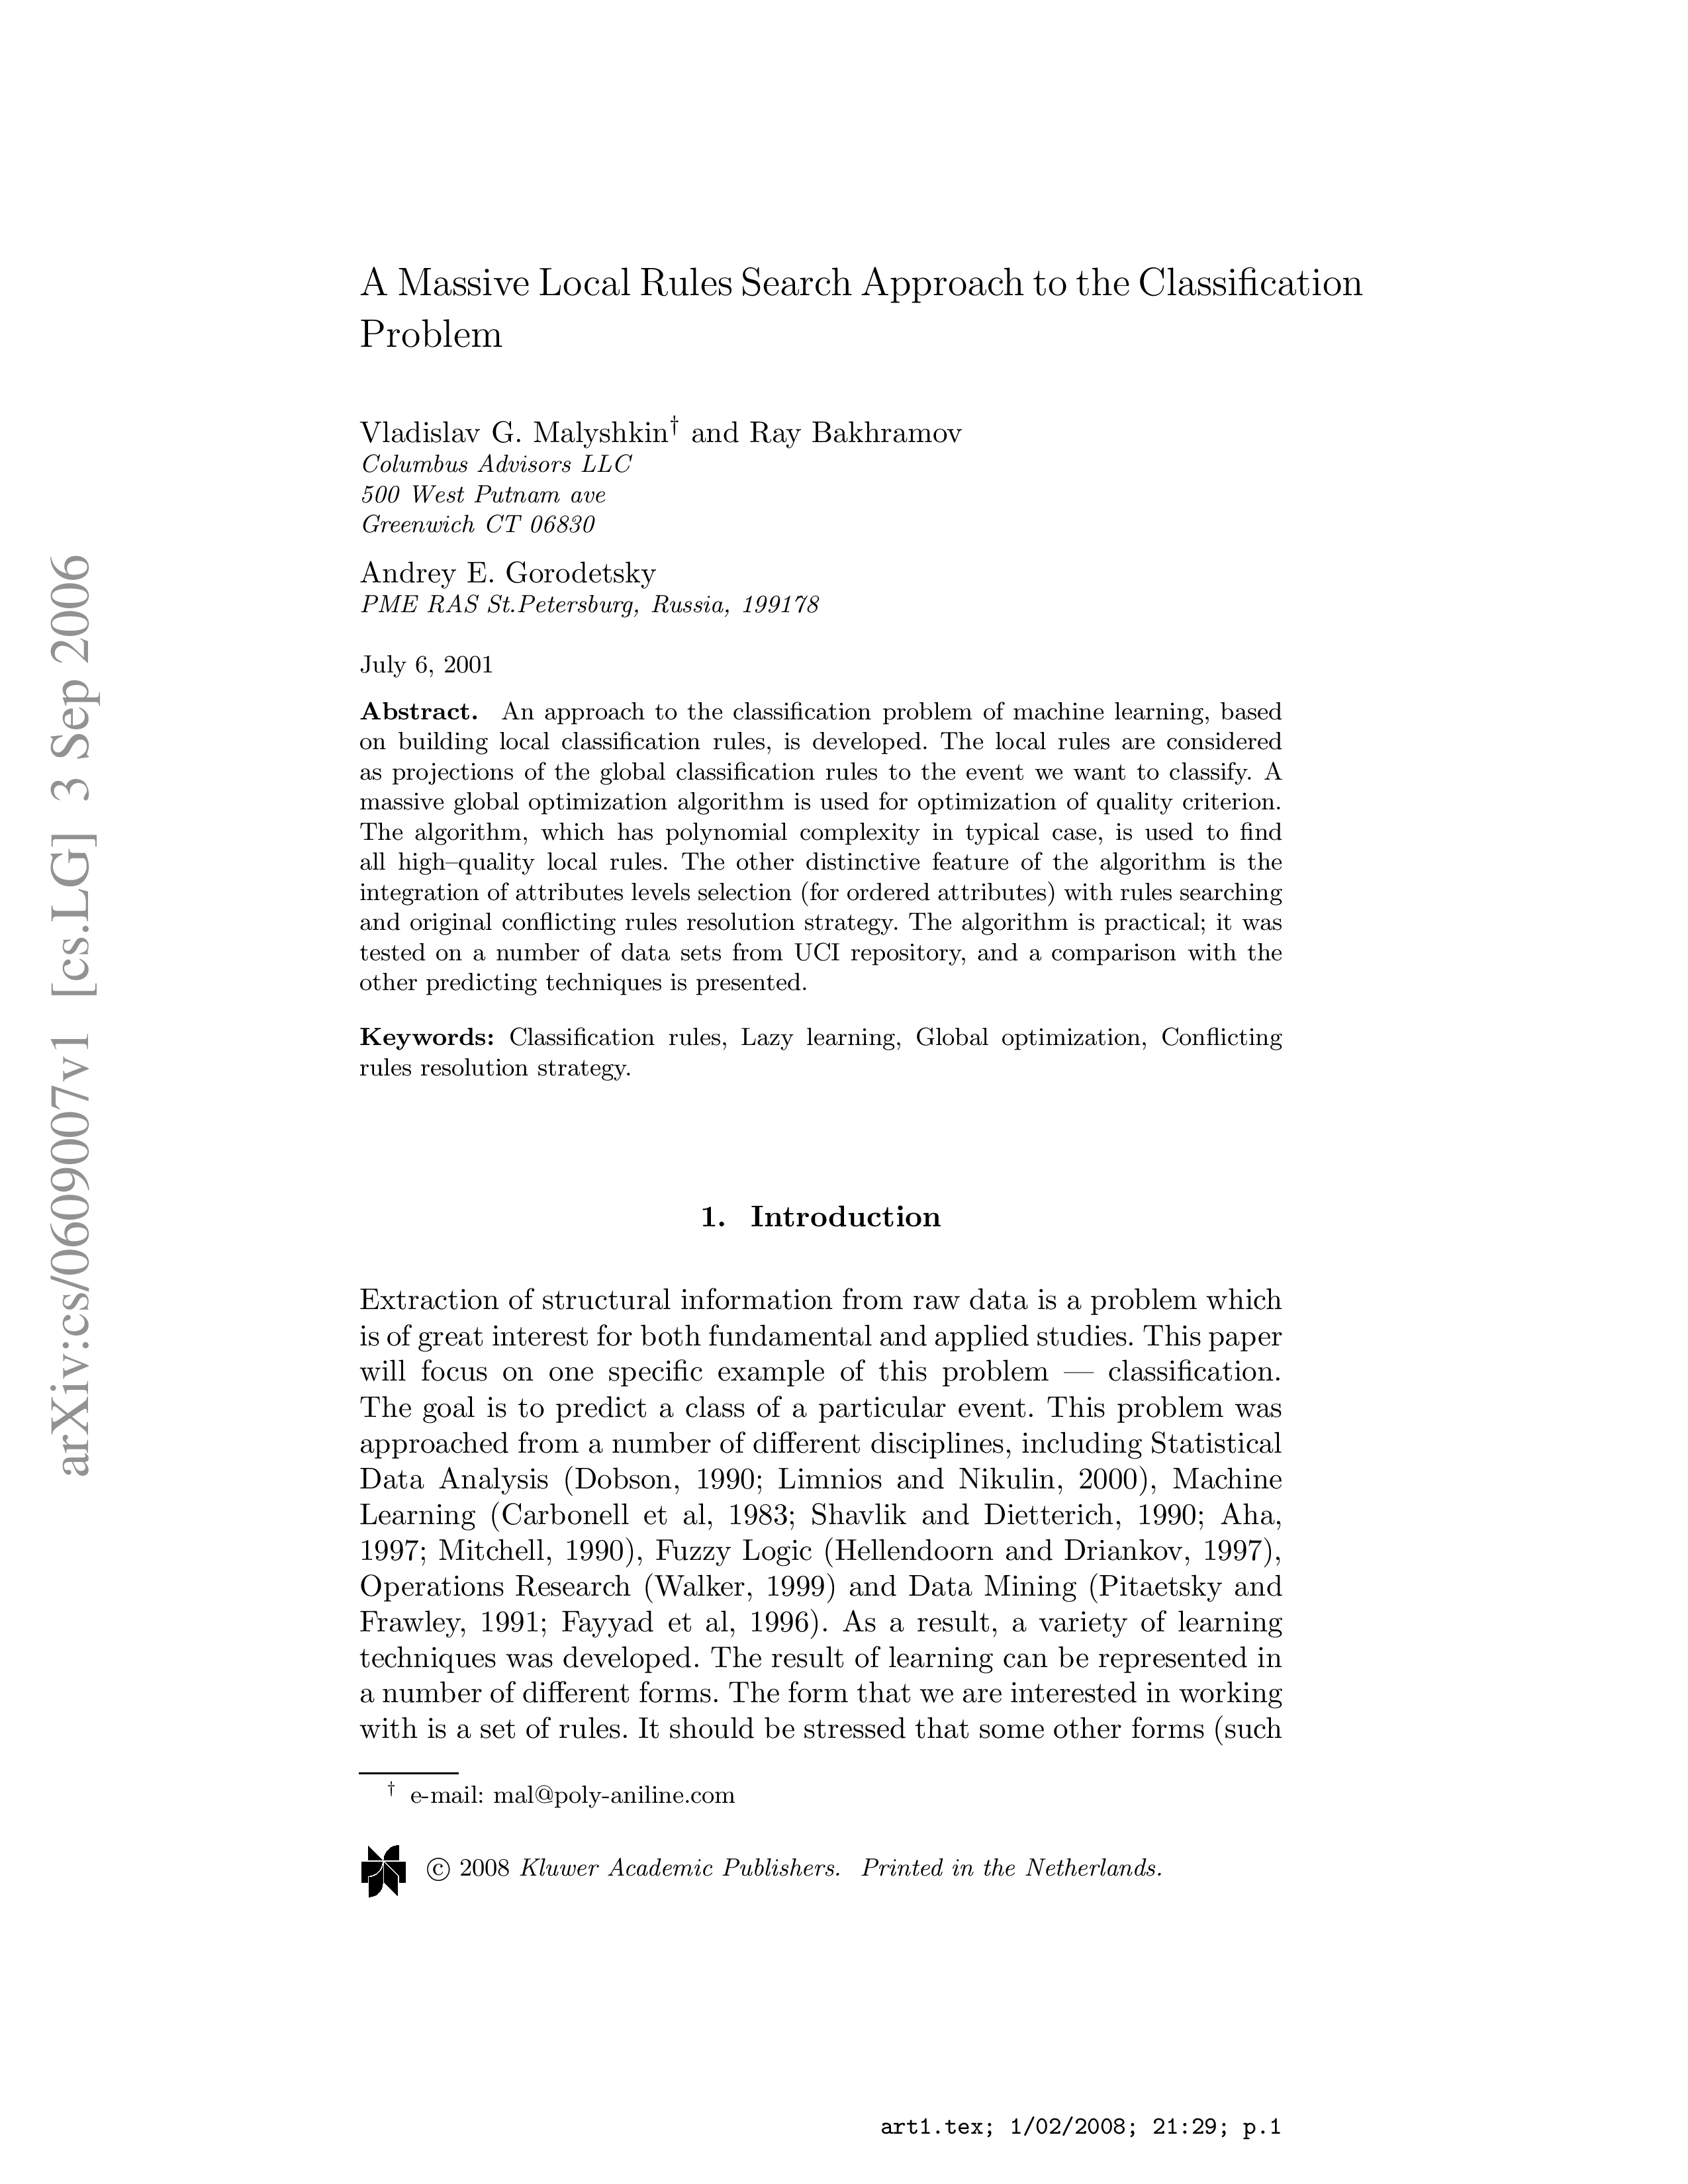 A Massive Local Rules Search Approach to the Classification
Problem
Vladislav G. Malyshkin† and Ray Bakhramov
Columbus Advisors LLC
500 West Putnam ave
Greenwich CT 06830
Andrey E. Gorodetsky
PME RAS St.Petersburg, Russia, 199178
July 6, 2001
Abstract. An approach to the classification problem of machine learning, based
on building local classification rules, is developed. The local rules are considered
as projections of the global classification rules to the event we want to classify. A
massive global optimization algorithm is used for optimization of quality criterion.
The algorithm, which has polynomial complexity in typical case, is used to find
all high–quality local rules. The other distinctive feature of the algorithm is the
integration of attributes levels selection (for ordered attributes) with rules searching
and original conflicting rules resolution strategy. The algorithm is practical; it was
tested on a number of data sets from UCI repository, and a comparison with the
other predicting techniques is presented.
Keywords: Classification rules, Lazy learning, Global optimization, Conflicting
rules resolution strategy.
1. Introduction
Extraction of structural information from raw data is a problem which
is of great interest for both fundamental and applied studies. This paper
will focus on one specific example of this problem — classification.
The goal is to predict a class of a particular event. This problem was
approached from a number of different disciplines, including Statistical
Data Analysis (Dobson, 1990; Limnios and Nikulin, 2000), Machine
Learning (Carbonell et al, 1983; Shavlik and Dietterich, 1990; Aha,
1997; Mitchell, 1990), Fuzzy Logic (Hellendoorn and Driankov, 1997),
Operations Research (Walker, 1999) and Data Mining (Pitaetsky and
Frawley, 1991; Fayyad et al, 1996). As a result, a variety of learning
techniques was developed. The result of learning can be represented in
a number of different forms. The form that we are interested in working
with is a set of rules. It should be stressed that some other forms (such
† e-mail: mal@poly-aniline.com
© 2008 Kluwer Academic Publishers. Printed in the Netherlands.
art1.tex; 1/02/2008; 21:29; p.1
arXiv:cs/0609007v1 [cs.LG] 3 Sep 2006